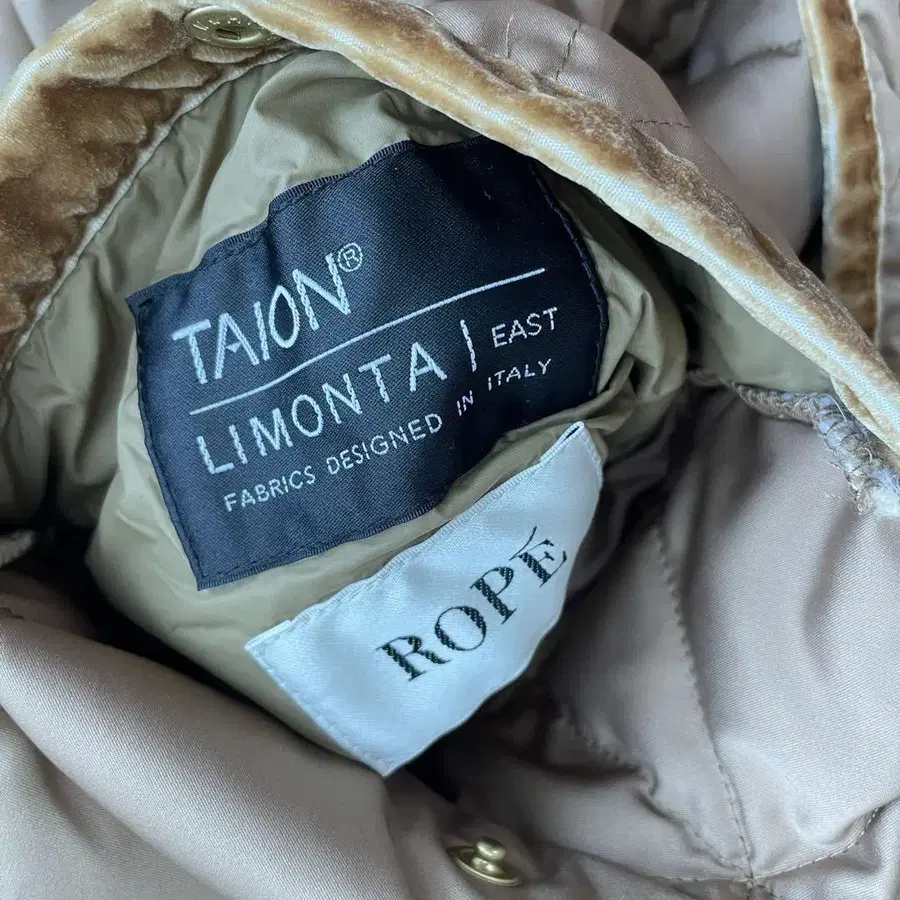 TAION®
LIMONTA | EAST
FABRICS DESIGNED IN ITALY
ROPÉ